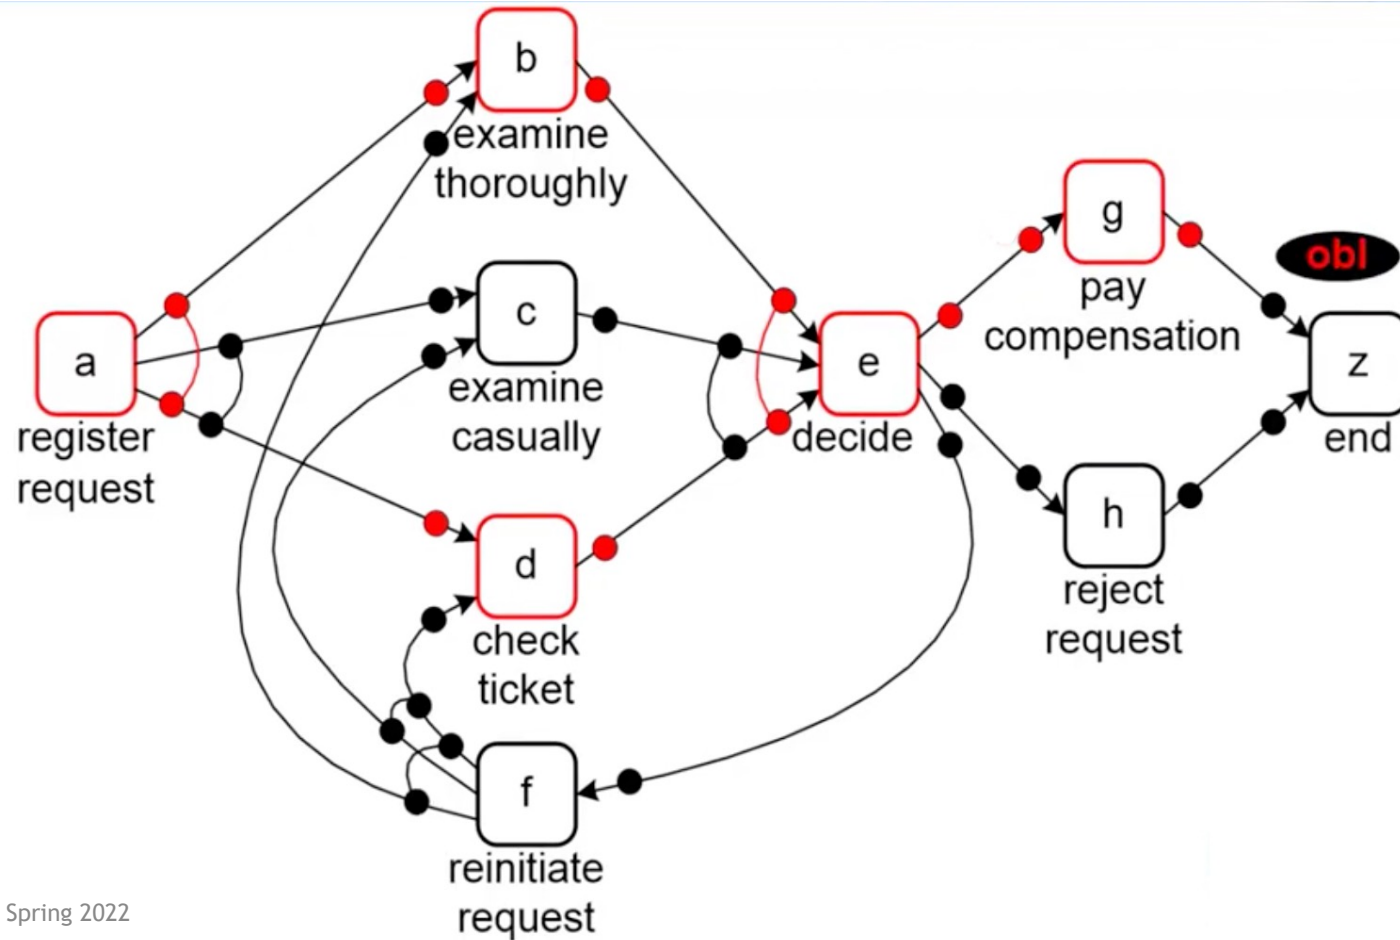 b
examine
thoroughly
g
pay
compensation
obl
a
register
request
c
examine
casually
e
decide
z
end
d
check
ticket
h
reject
request
f
reinitiate
request
Spring 2022